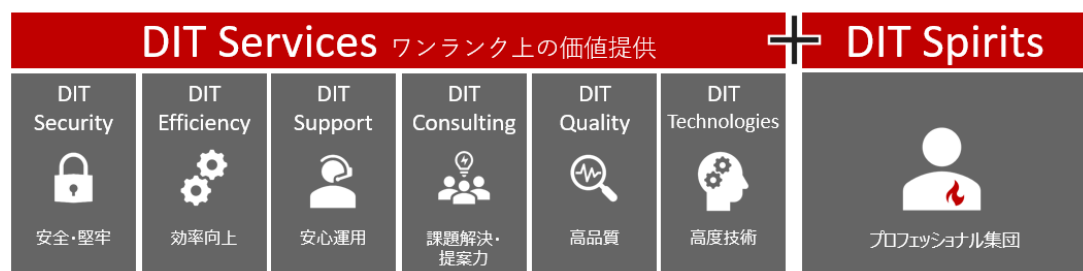 DIT Services ワンランク上の価値提供
+
DIT Spirits
DIT
Security
安全・堅牢
DIT
Efficiency
効率向上
DIT
Support
安心運用
DIT
Consulting
課題解決・
提案力
DIT
Quality
高品質
DIT
Technologies
高度技術
プロフェッショナル集団